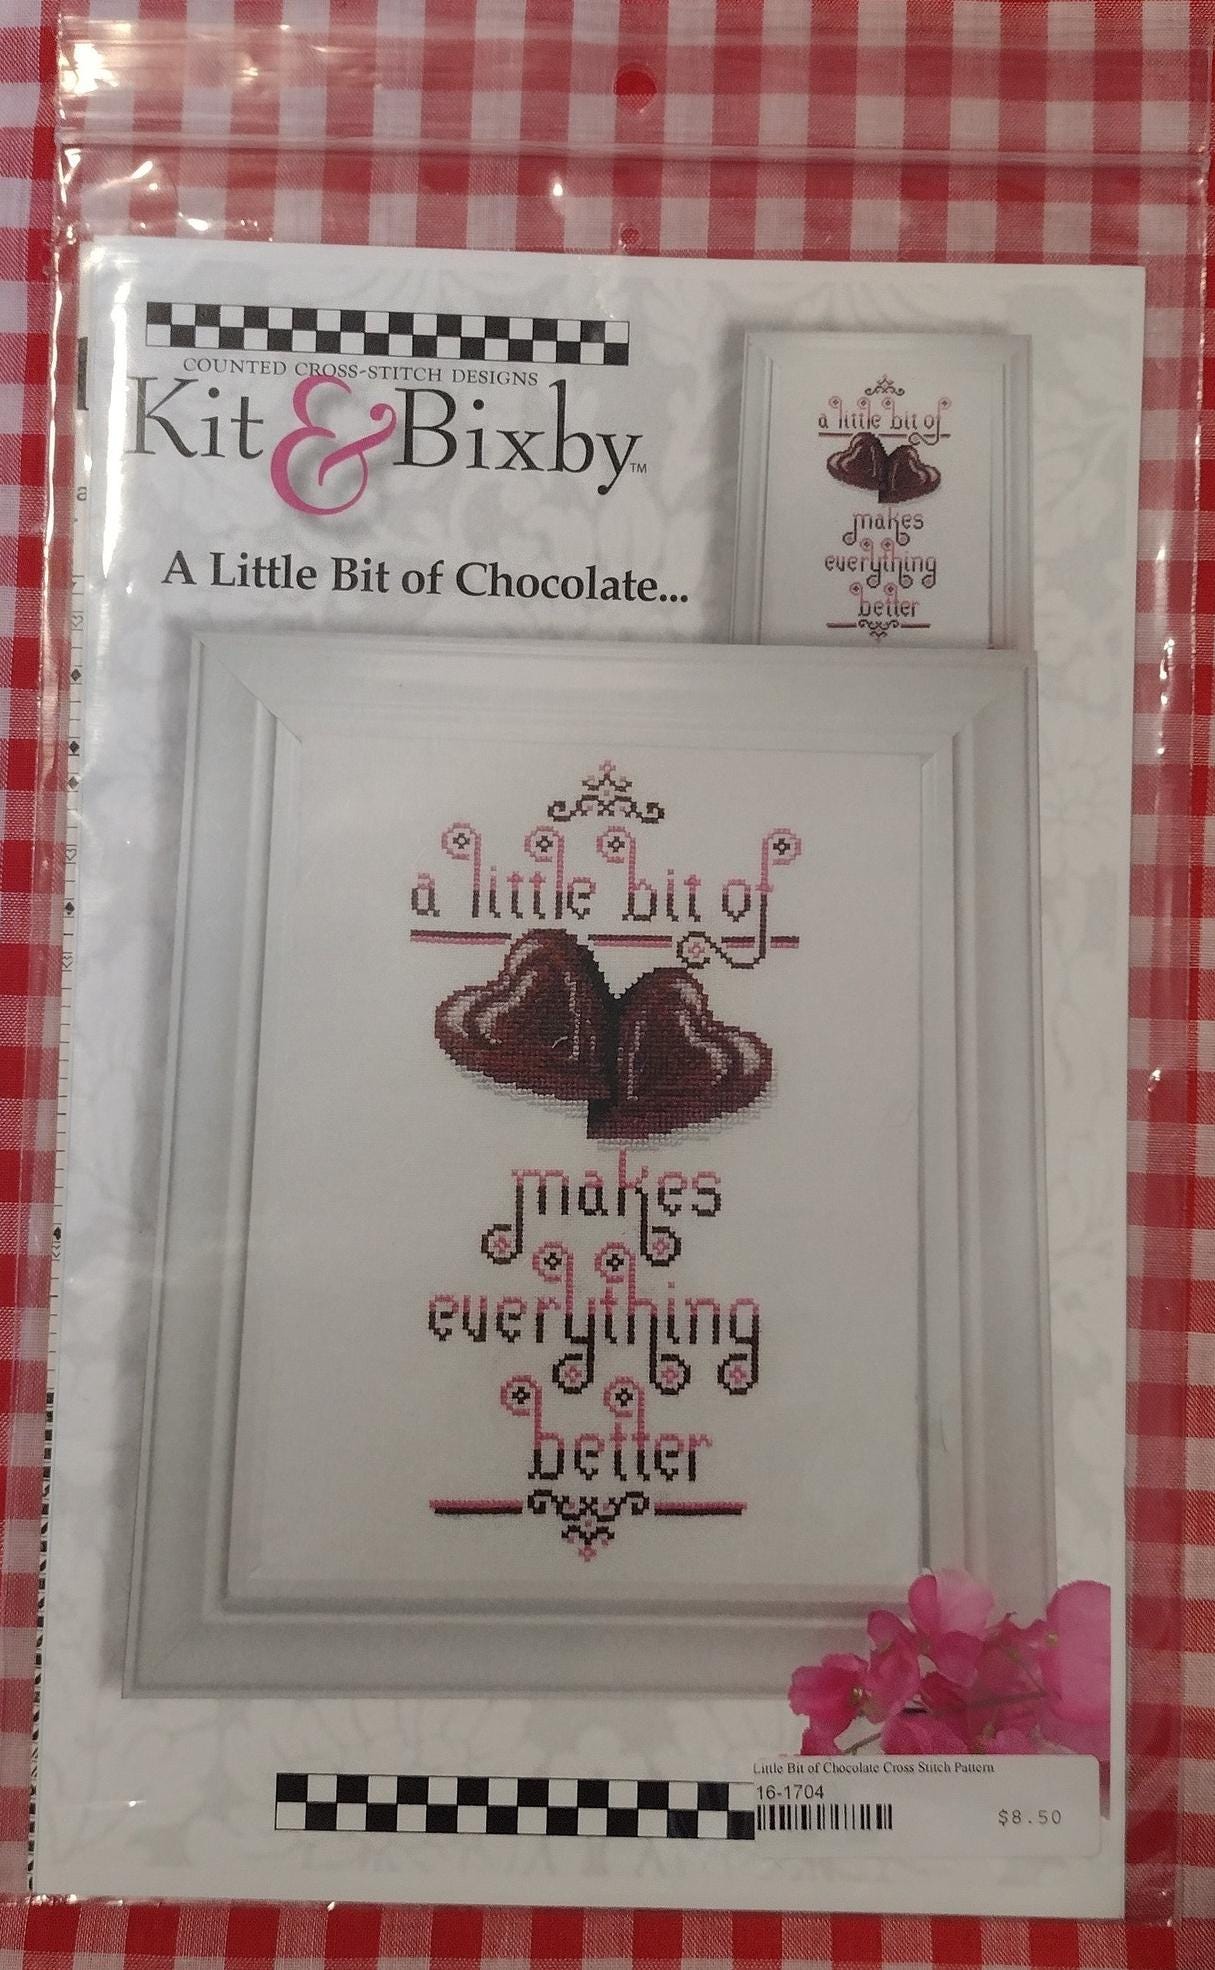 COUNTED CROSS-STITCH DESIGNS
Kit & Bixby™
A Little Bit of Chocolate...
a little bit of
makes
everything
better
a little bit of
makes
everything
better
Little Bit of Chocolate Cross Stitch Pattern
16-1704
$8.50